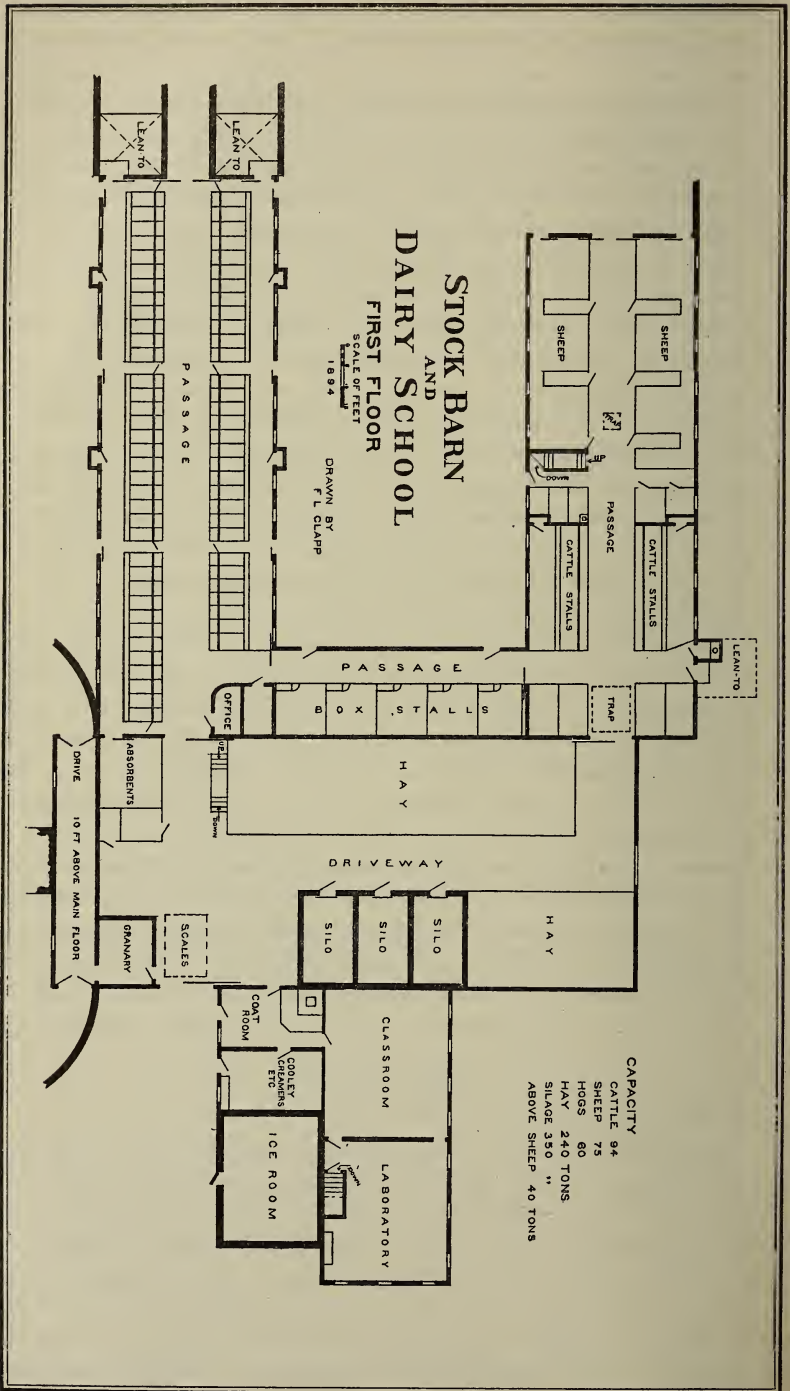 STOCK BARN
AND
DAIRY SCHOOL
FIRST FLOOR
SCALE OF FEET
1894
DRAWN BY
F L CLAPP
CAPACITY
CATTLE 94
SHEEP 75
HOGS 60
HAY 240 TONS
SILAGE 350 "
ABOVE SHEEP 40 TONS
SHEEP
SHEEP
UP
DOWN
PASSAGE
CATTLE STALLS
CATTLE STALLS
LEAN-TO
TRAP
PASSAGE
BOX STALLS
OFFICE
LEAN TO
LEAN TO
PASSAGE
HAY
UP
DOWN
ABSORBENTS
DRIVE 10 FT ABOVE MAIN FLOOR
DRIVEWAY
HAY
SILO
SILO
SILO
SCALES
GRANARY
COAT
ROOM
CLASSROOM
COOLEY
CREAMERS
ETC
ICE ROOM
DOWN
LABORATORY